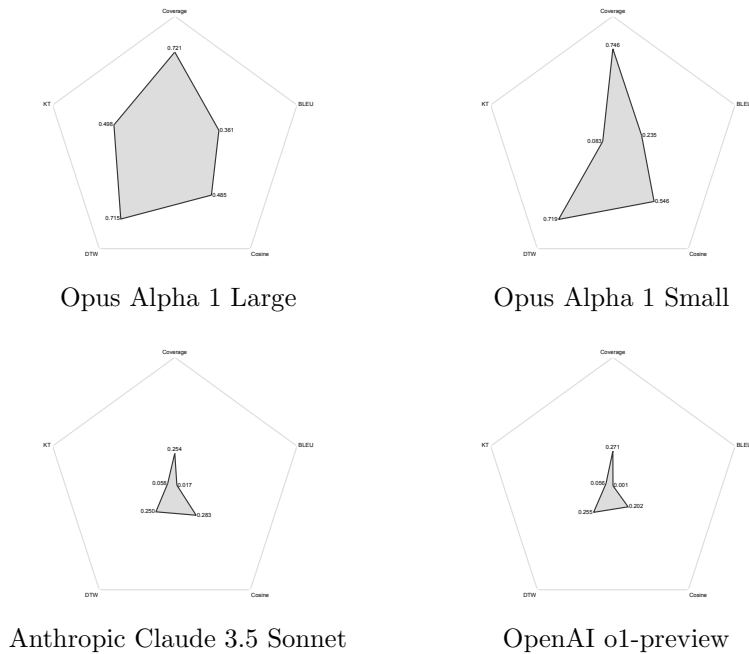 Coverage
0.721
KT
BLEU
0.498
0.361
0.485
0.715
DTW
Cosine
Opus Alpha 1 Large
Coverage
0.746
KT
BLEU
0.235
0.083
0.546
0.719
DTW
Cosine
Opus Alpha 1 Small
Coverage
KT
BLEU
0.254
0.058
0.017
0.250
0.283
DTW
Cosine
Anthropic Claude 3.5 Sonnet
Coverage
KT
BLEU
0.271
0.056
0.001
0.202
0.255
DTW
Cosine
OpenAI o1-preview